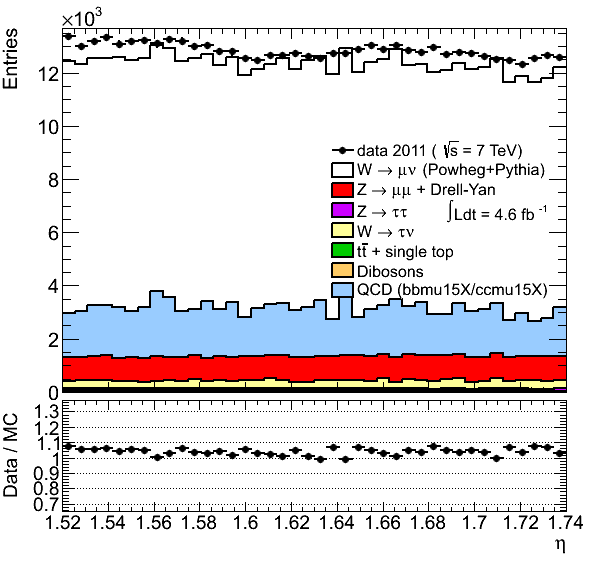 ×10³
Entries
12
10
8
6
4
2
0
data 2011 ( √s = 7 TeV)
W → μν (Powheg+Pythia)
Z → μμ + Drell-Yan
Z → ττ
∫Ldt = 4.6 fb⁻¹
W → τν
tt̄ + single top
Dibosons
QCD (bbmu15X/ccmu15X)
Data / MC
1.3
1.2
1.1
1
0.9
0.8
0.7
1.52 1.54 1.56 1.58 1.6 1.62 1.64 1.66 1.68 1.7 1.72 1.74
η